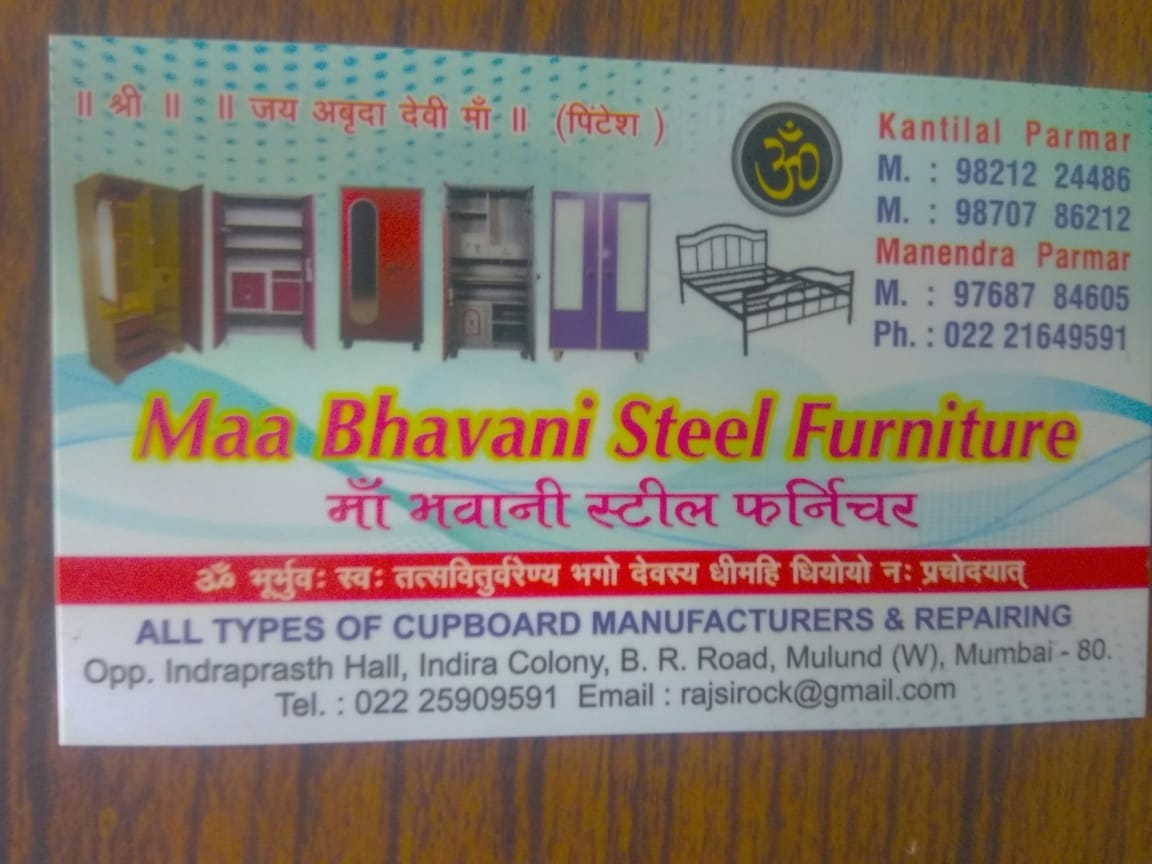 ॥ श्री ॥ ॥ जय अबृदा देवी माँ ॥ (पिंटेश )
ॐ
Kantilal Parmar
M. : 98212 24486
M. : 98707 86212
Manendra Parmar
M. : 97687 84605
Ph. : 022 21649591
Maa Bhavani Steel Furniture
माँ भवानी स्टील फर्निचर
ॐ भूर्मुवः स्वः तत्सवितुर्वरेण्य भगो देवस्य धीमहि धियोयो नः प्रचोदयात्
ALL TYPES OF CUPBOARD MANUFACTURERS & REPAIRING
Opp. Indraprasth Hall, Indira Colony, B. R. Road, Mulund (W), Mumbai - 80.
Tel. : 022 25909591 Email : rajsirock@gmail.com